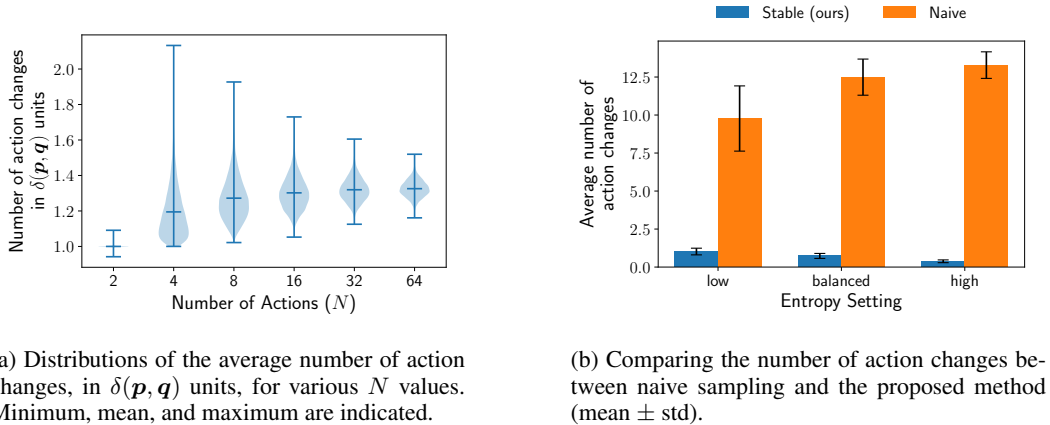 Stable (ours) Naive
Number of action changes
in δ(p, q) units
2.0
1.8
1.6
1.4
1.2
1.0
2 4 8 16 32 64
Number of Actions (N)
Average number of
action changes
12.5
10.0
7.5
5.0
2.5
0.0
low balanced high
Entropy Setting
a) Distributions of the average number of action
hanges, in δ(p, q) units, for various N values.
Minimum, mean, and maximum are indicated.
(b) Comparing the number of action changes be-
tween naive sampling and the proposed method
(mean ± std).